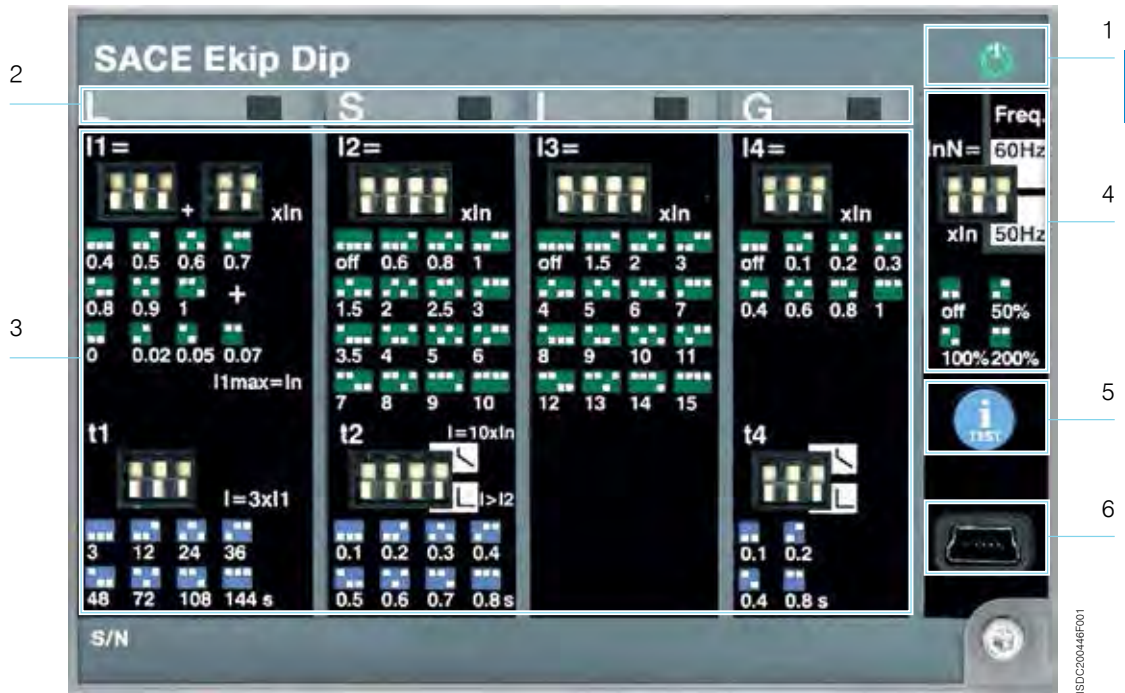 1
SACE Ekip Dip
2
L S I G
Freq.
I1= I2= I3= I4= InN= 60Hz
4
+ xIn xIn xIn xIn xIn 50Hz
0.4 0.5 0.6 0.7 off 0.6 0.8 1 off 1.5 2 3 off 0.1 0.2 0.3
0.8 0.9 1 + 1.5 2 2.5 3 4 5 6 7 0.4 0.6 0.8 1 off 50%
3
0 0.02 0.05 0.07 3.5 4 5 6 8 9 10 11 100% 200%
I1max=In
7 8 9 10 12 13 14 15
5
i
TEST
t1 t2 I=10xIn t4
I=3xI1 I>I2
6
3 12 24 36 0.1 0.2 0.3 0.4 0.1 0.2
48 72 108 144 s 0.5 0.6 0.7 0.8 s 0.4 0.8 s
S/N
ISDC200446F001